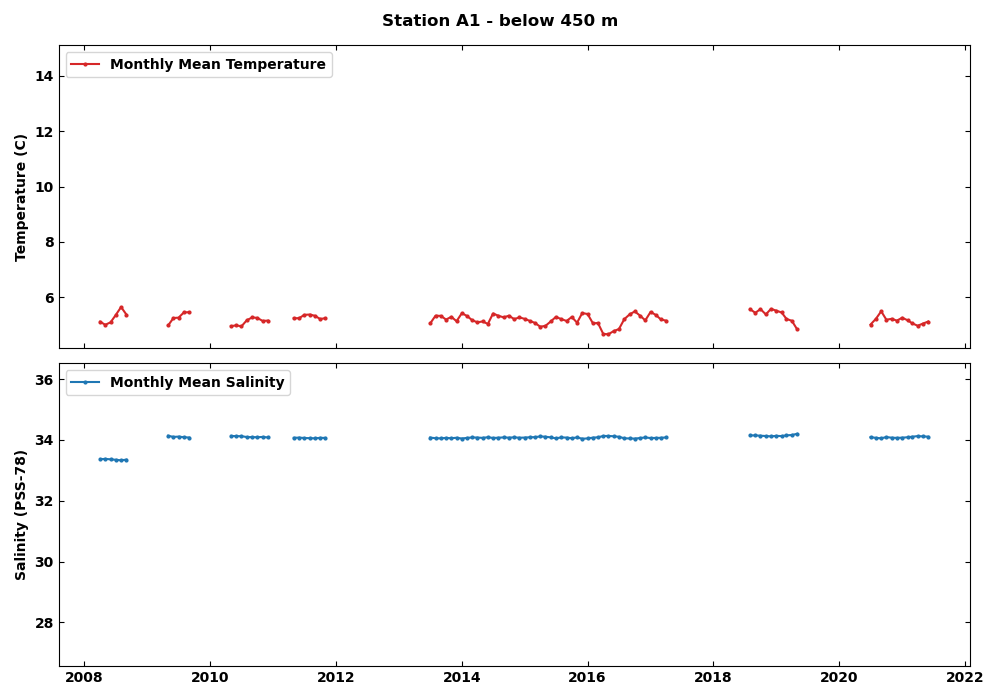 Station A1 - below 450 m
Monthly Mean Temperature
Temperature (C)
14
12
10
8
6
Monthly Mean Salinity
Salinity (PSS-78)
36
34
32
30
28
2008 2010 2012 2014 2016 2018 2020 2022